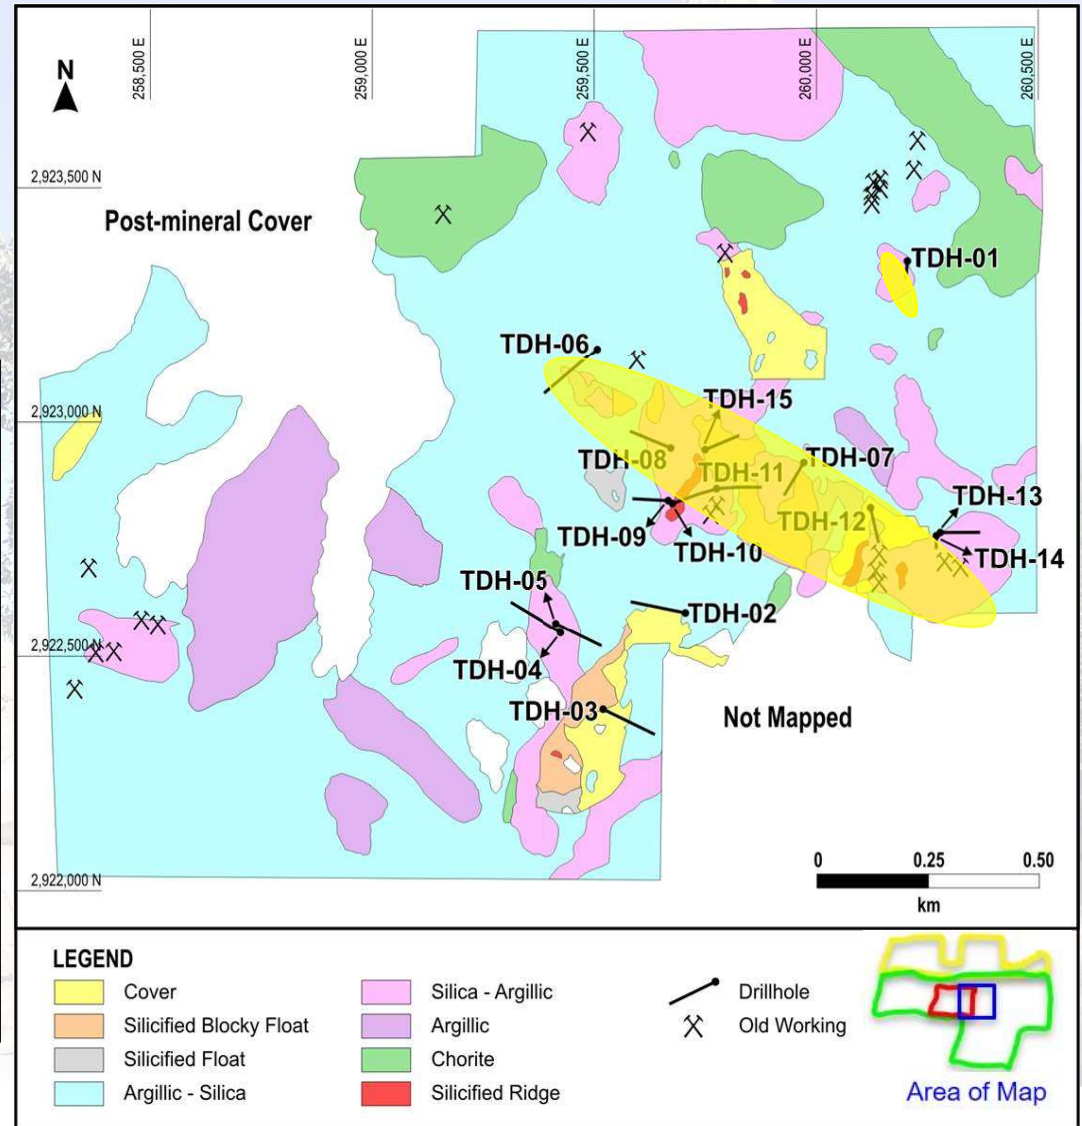 258,500 E
259,000 E
259,500 E
260,000 E
260,500 E
N
2,923,500 N
Post-mineral Cover
TDH-01
TDH-06
TDH-15
2,923,000 N
TDH-08
TDH-11
TDH-07
TDH-13
TDH-12
TDH-09
TDH-10
TDH-14
TDH-05
TDH-02
2,922,500 N
TDH-04
TDH-03
Not Mapped
0
0.25
0.50
km
2,922,000 N
LEGEND
Cover
Silicified Blocky Float
Silicified Float
Argillic - Silica
Silica - Argillic
Argillic
Chorite
Silicified Ridge
Drillhole
Old Working
Area of Map